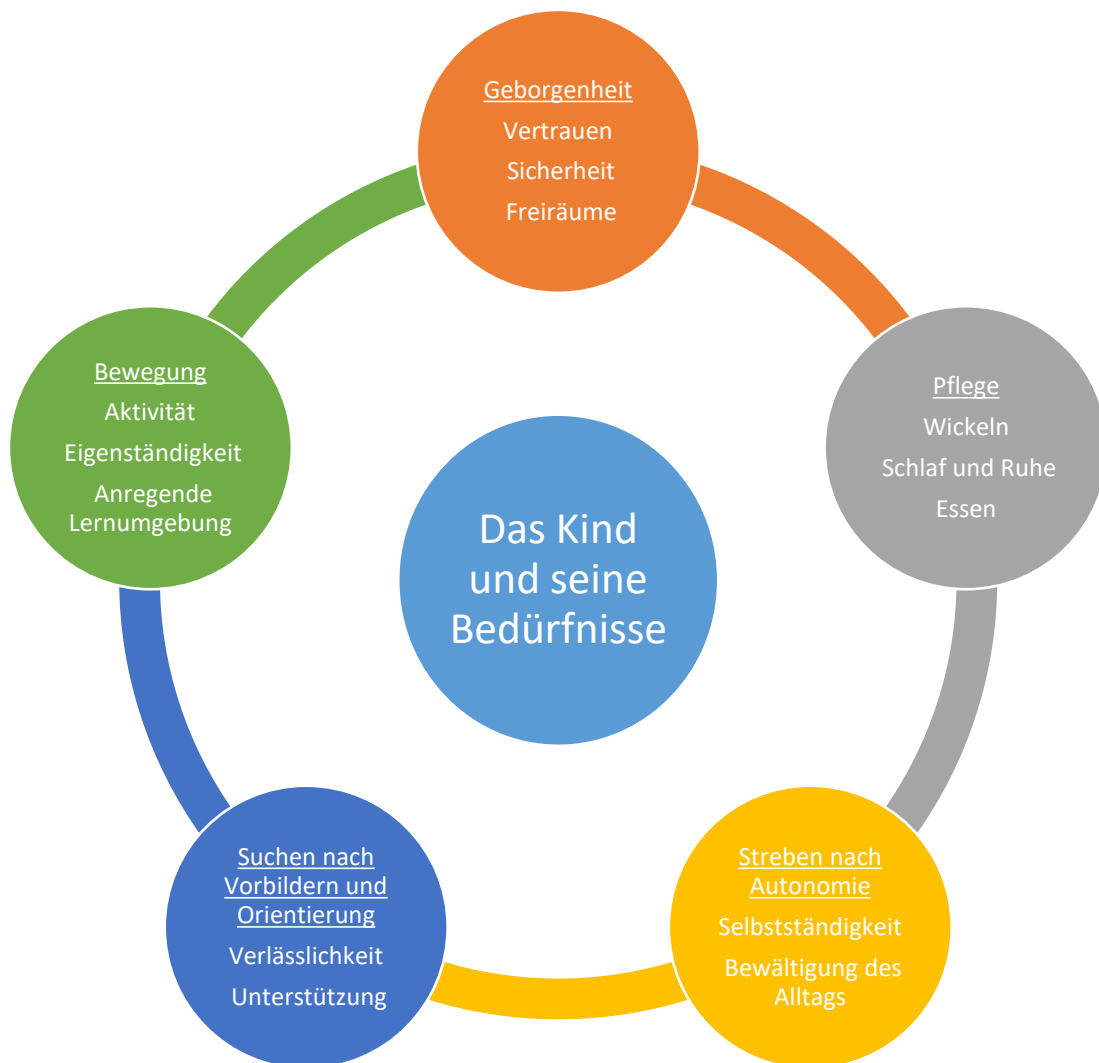 Geborgenheit
Vertrauen
Sicherheit
Freiräume
Pflege
Wickeln
Schlaf und Ruhe
Essen
Streben nach
Autonomie
Selbstständigkeit
Bewältigung des
Alltags
Suchen nach
Vorbildern und
Orientierung
Verlässlichkeit
Unterstützung
Bewegung
Aktivität
Eigenständigkeit
Anregende
Lernumgebung
Das Kind
und seine
Bedürfnisse